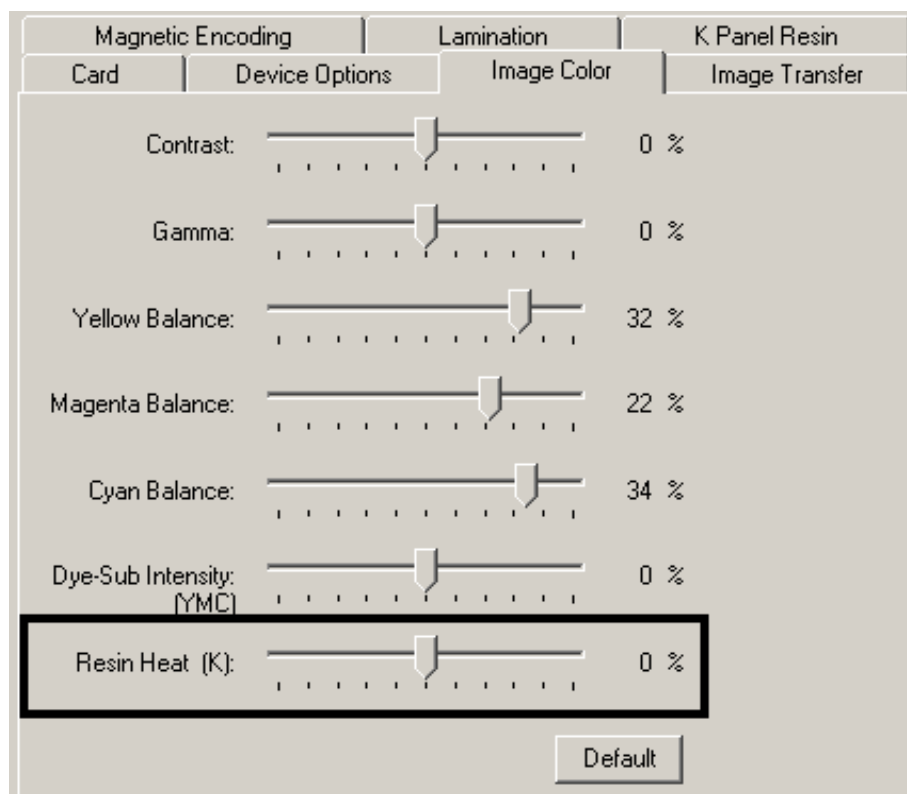 Magnetic Encoding Lamination K Panel Resin
Card Device Options Image Color Image Transfer
Contrast: 0 %
Gamma: 0 %
Yellow Balance: 32 %
Magenta Balance: 22 %
Cyan Balance: 34 %
Dye-Sub Intensity: 0 %
(YMC)
Resin Heat (K): 0 %
Default